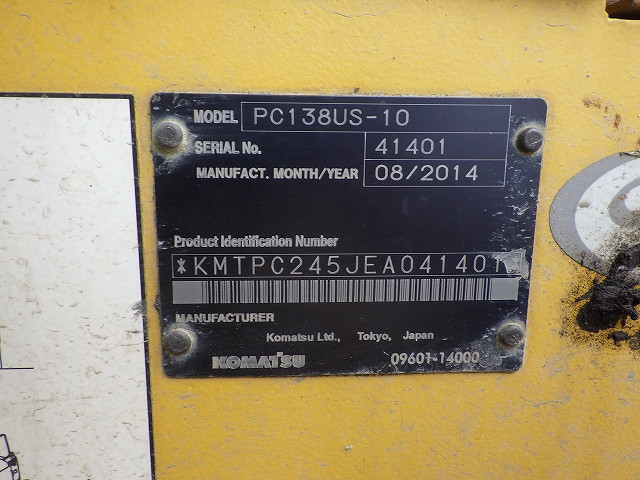 MODEL PC138US-10
SERIAL No. 41401
MANUFACT. MONTH/YEAR 08/2014
Product Identification Number
*KMTPC245JEA041401*
MANUFACTURER
Komatsu Ltd., Tokyo, Japan
KOMATSU 09601-14000